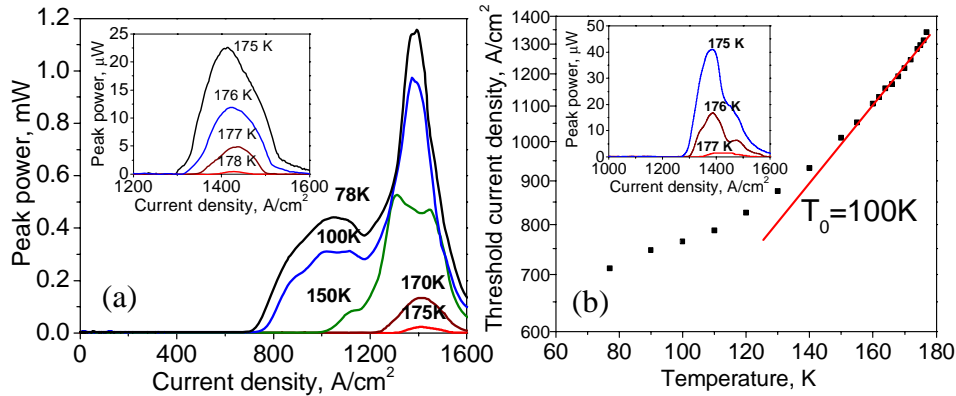 1.2
1.0
0.8
0.6
0.4
0.2
0.0
Peak power, mW
0
400
800
1200
1600
Current density, A/cm²
(a)
78K
100K
150K
170K
175K
25
20
15
10
5
0
Peak power, μW
1200
1400
1600
Current density, A/cm²
175 K
176 K
177 K
178 K
1400
1300
1200
1100
1000
900
800
700
600
Threshold current density, A/cm²
60
80
100
120
140
160
180
Temperature, K
(b)
T₀=100K
50
40
30
20
10
0
Peak power, μW
1000
1200
1400
1600
Current density, A/cm²
175 K
176 K
177 K